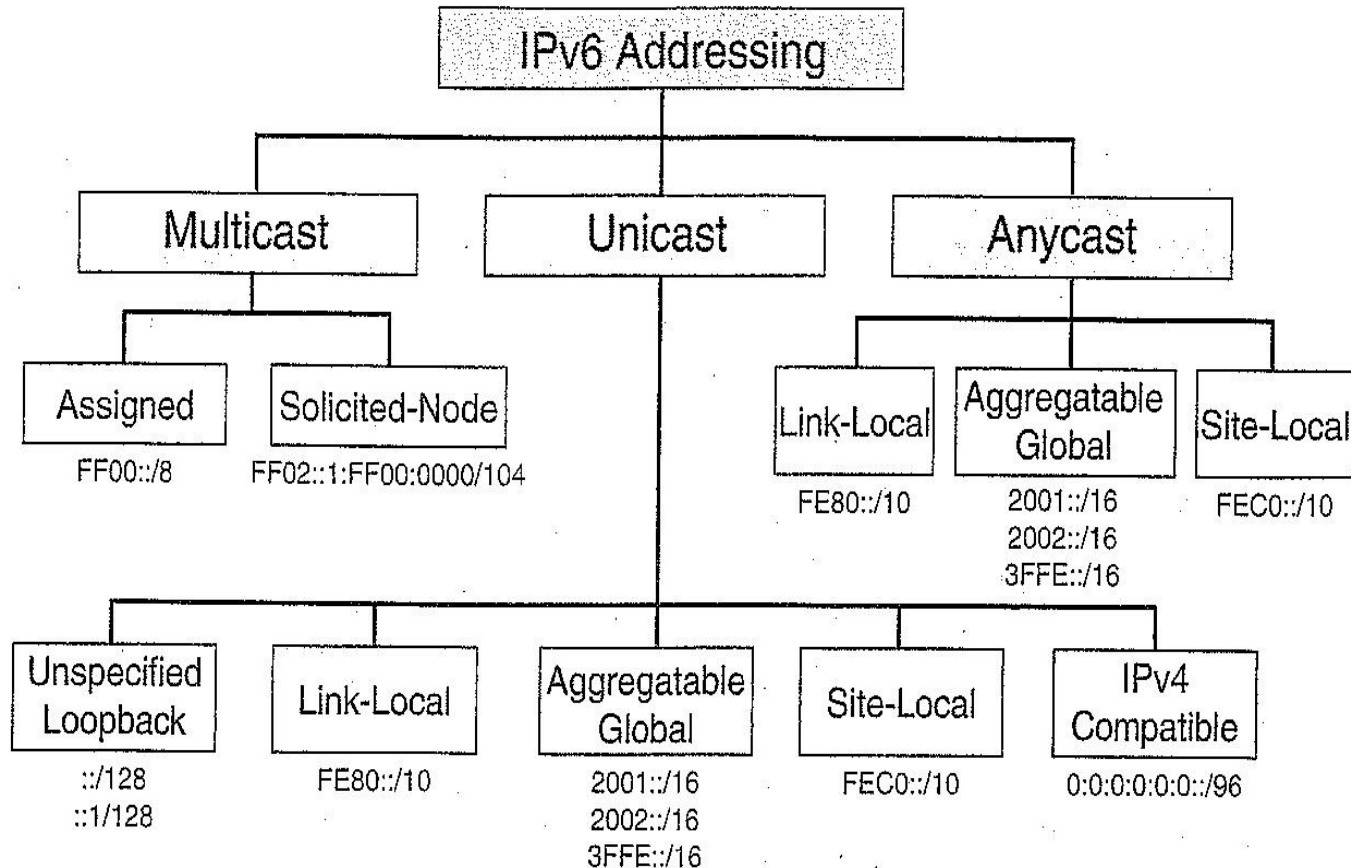 IPv6 Addressing
Multicast
Unicast
Anycast
Assigned
FF00::/8
Solicited-Node
FF02::1:FF00:0000/104
Link-Local
FE80::/10
Aggregatable
Global
2001::/16
2002::/16
3FFE::/16
Site-Local
FEC0::/10
Unspecified
Loopback
::/128
::1/128
Link-Local
FE80::/10
Aggregatable
Global
2001::/16
2002::/16
3FFE::/16
Site-Local
FEC0::/10
IPv4
Compatible
0:0:0:0:0:0::/96